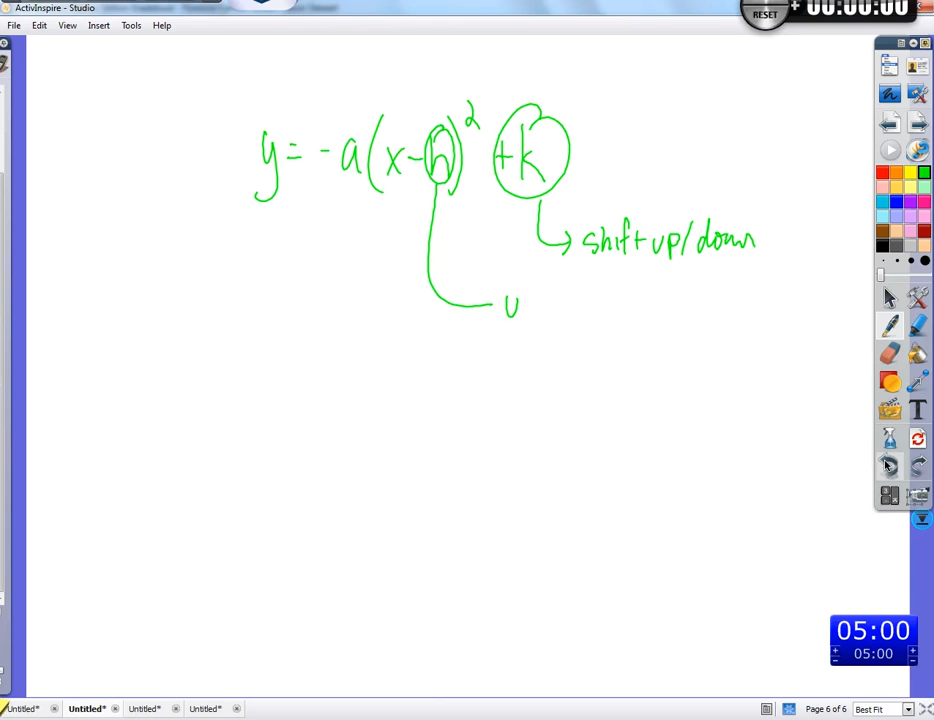 ActivInspire - Studio
00:00:00
RESET
File Edit View Insert Tools Help
y = -a(x-h)² +k
shift up/down
u
T
05:00
05:00
Untitled* Untitled* Untitled* Untitled* Page 6 of 6 Best Fit